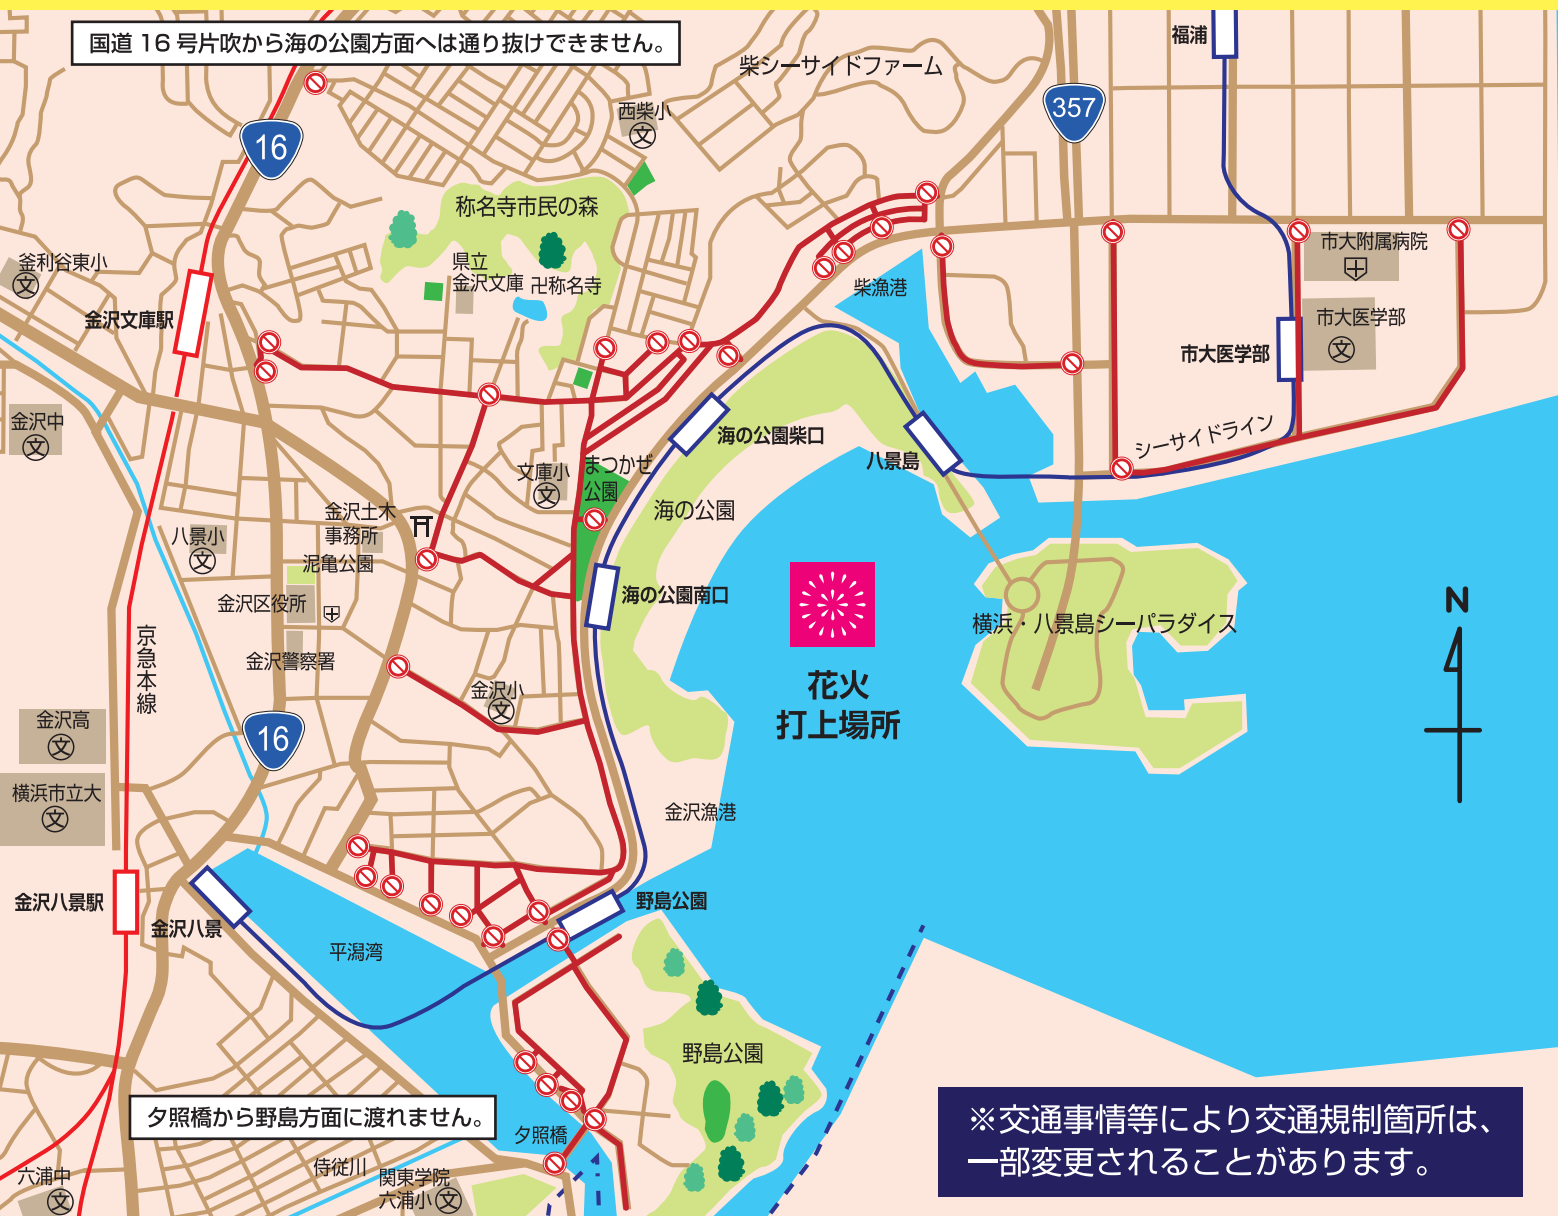 国道 16 号片吹から海の公園方面へは通り抜けできません。
福浦
柴シーサイドファーム
357
西柴小
文
16
称名寺市民の森
県立
金沢文庫
卍称名寺
釜利谷東小
文
金沢文庫駅
柴漁港
市大附属病院
市大医学部
文
市大医学部
シーサイドライン
金沢中
文
海の公園柴口
八景島
まつかぜ
公園
文庫小
文
海の公園
金沢土木
事務所
八景小
文
泥亀公園
金沢区役所
海の公園南口
横浜・八景島シーパラダイス
N
京急本線
金沢警察署
金沢小
文
花火
打上場所
金沢高
文
16
横浜市立大
文
金沢漁港
金沢八景駅
金沢八景
野島公園
平潟湾
野島公園
夕照橋から野島方面に渡れません。
夕照橋
侍従川
関東学院
六浦小
文
六浦中
文
※交通事情等により交通規制箇所は、
一部変更されることがあります。